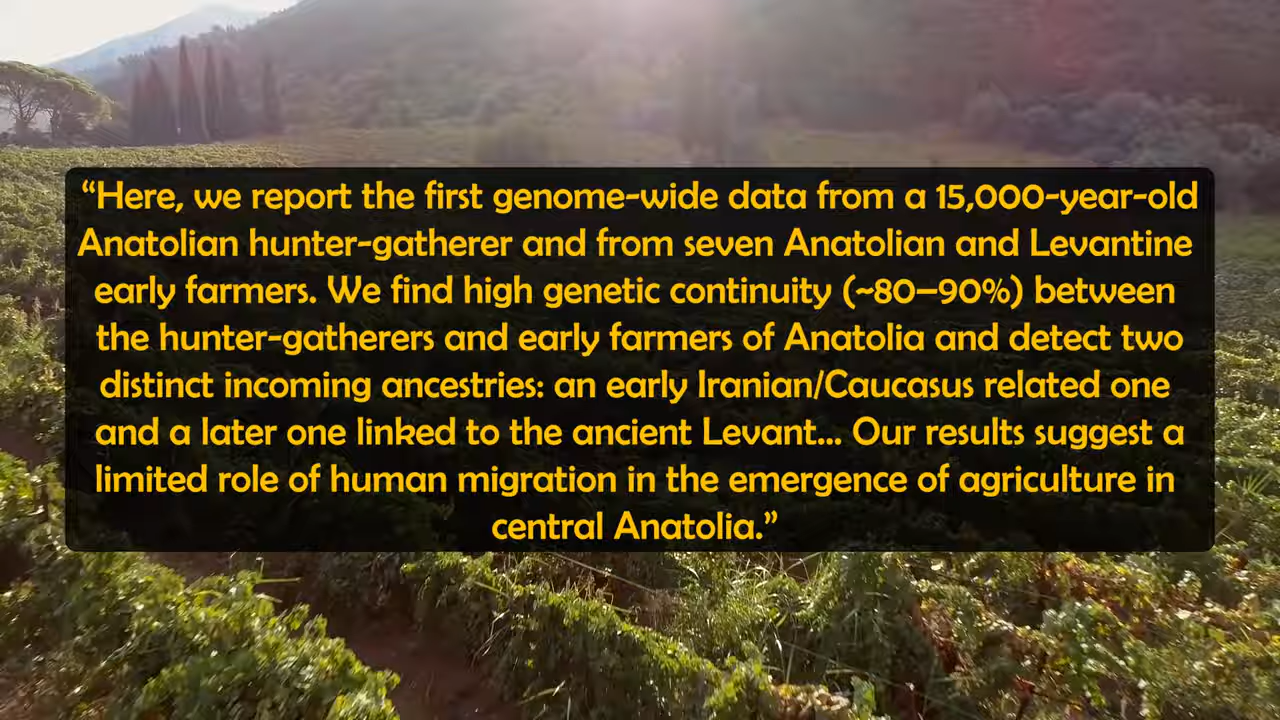 “Here, we report the first genome-wide data from a 15,000-year-old
Anatolian hunter-gatherer and from seven Anatolian and Levantine
early farmers. We find high genetic continuity (~80–90%) between
the hunter-gatherers and early farmers of Anatolia and detect two
distinct incoming ancestries: an early Iranian/Caucasus related one
and a later one linked to the ancient Levant... Our results suggest a
limited role of human migration in the emergence of agriculture in
central Anatolia.”